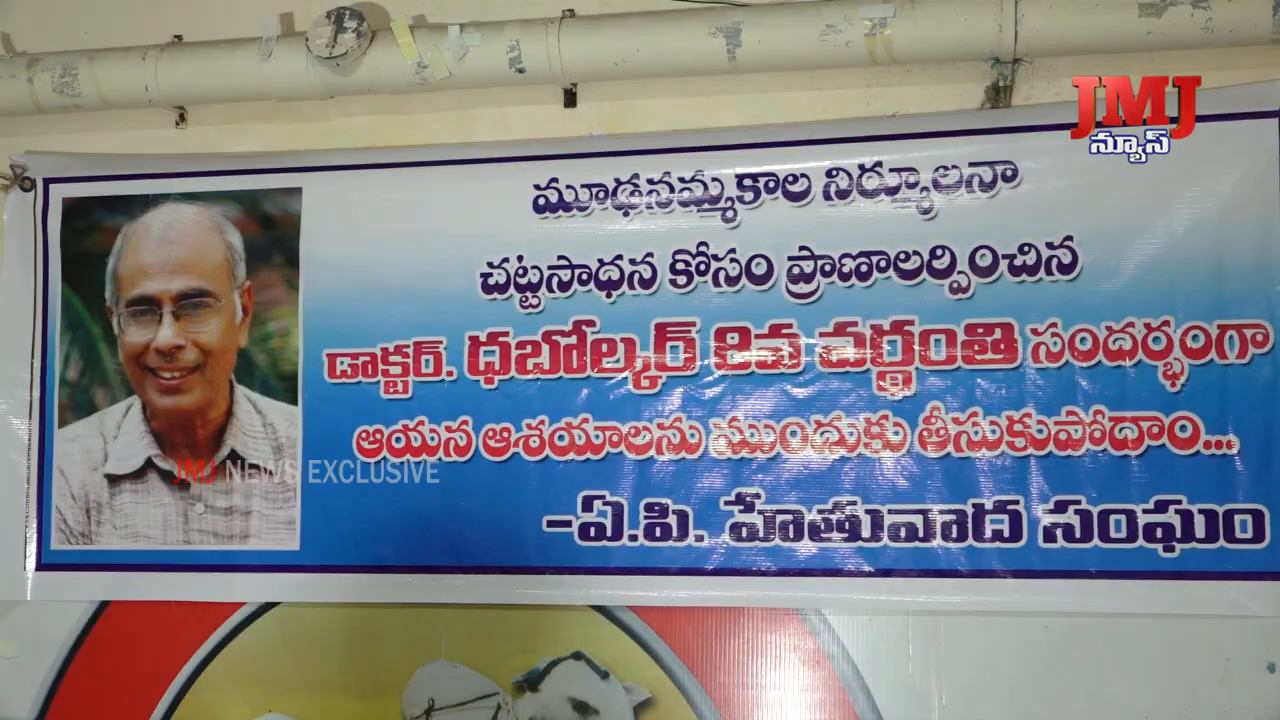 JMJ
న్యూస్
మూఢనమ్మకాల నిర్మూలనా
చట్టసాధన కోసం ప్రాణాలర్పించిన
డాక్టర్. ధబోల్కర్ 8వ వర్ధంతి సందర్భంగా
ఆయన ఆశయాలను ముందుకు తీసుకుపోదాం...
-ఏ.పి. హేతువాద సంఘం
JMJ NEWS EXCLUSIVE